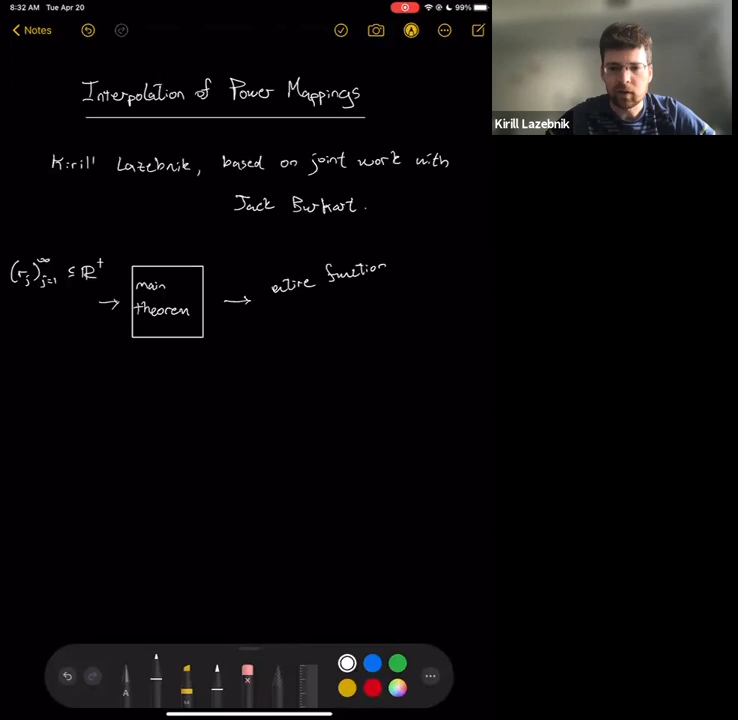 8:32 AM Tue Apr 20
99%
Notes
Interpolation of Power Mappings
Kirill Lazebnik
Kirill Lazebnik, based on joint work with
Jack Burkart.
(r_j)_{j=1}^∞ ⊆ ℝ⁺ → main theorem → entire function
A